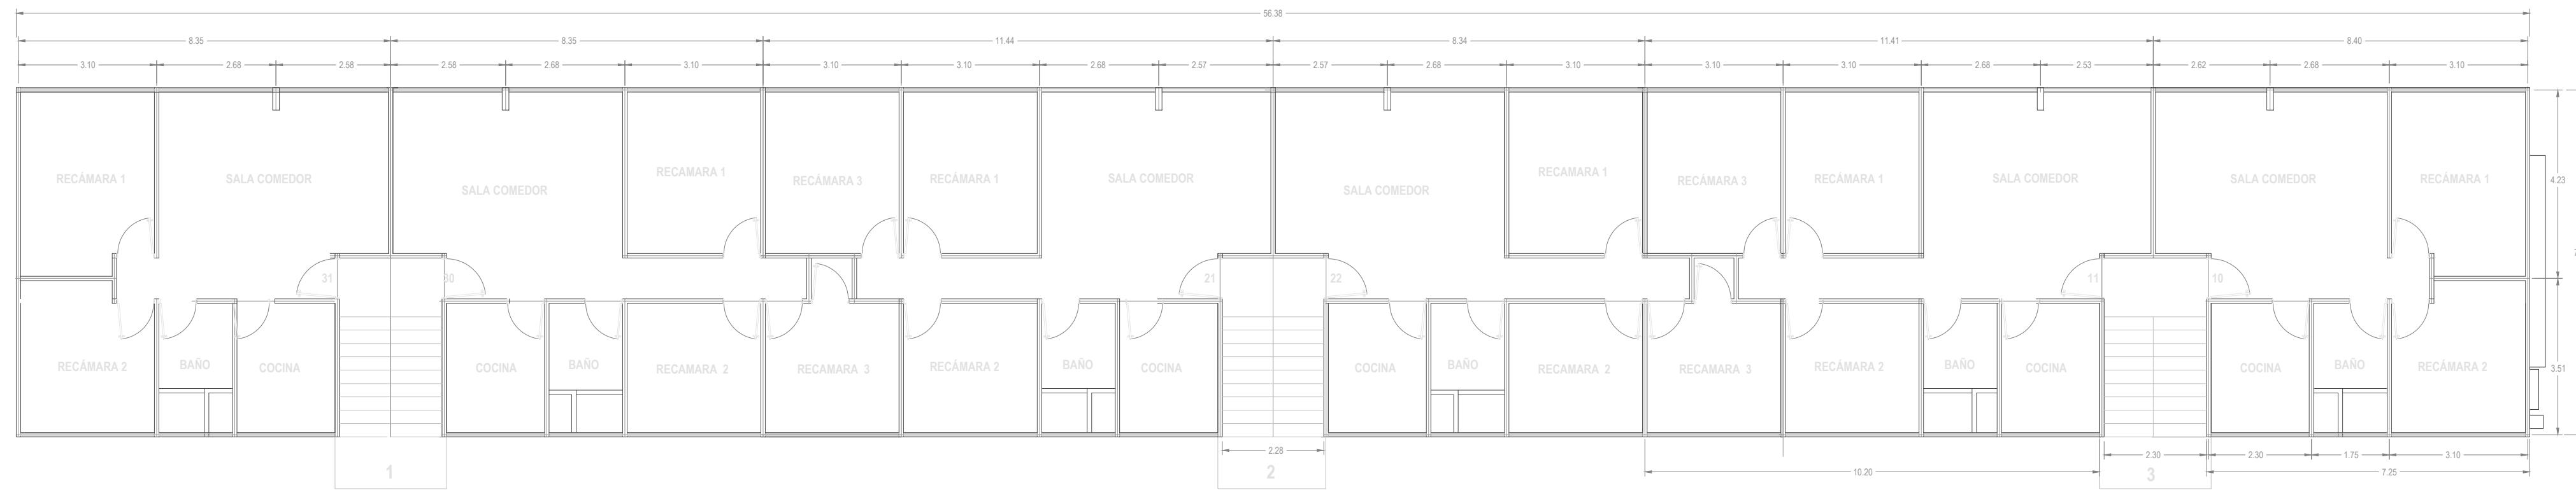 56.38
8.35 8.35 11.44 8.34 11.41 8.40
3.10 2.68 2.58 2.58 2.68 3.10 3.10 3.10 2.68 2.57 2.57 2.68 3.10 3.10 3.10 2.68 2.53 2.62 2.68 3.10
RECÁMARA 1 SALA COMEDOR SALA COMEDOR RECAMARA 1 RECÁMARA 3 RECÁMARA 1 SALA COMEDOR SALA COMEDOR RECAMARA 1 RECÁMARA 3 RECÁMARA 1 SALA COMEDOR SALA COMEDOR RECÁMARA 1 4.23
31 30 21 22 11 10
RECÁMARA 2 BAÑO COCINA COCINA BAÑO RECAMARA 2 RECAMARA 3 RECÁMARA 2 BAÑO COCINA COCINA BAÑO RECAMARA 2 RECAMARA 3 RECÁMARA 2 BAÑO COCINA COCINA BAÑO RECÁMARA 2 3.51
2.28 2.30 2.30 1.75 3.10
1 2 10.20 3 7.25